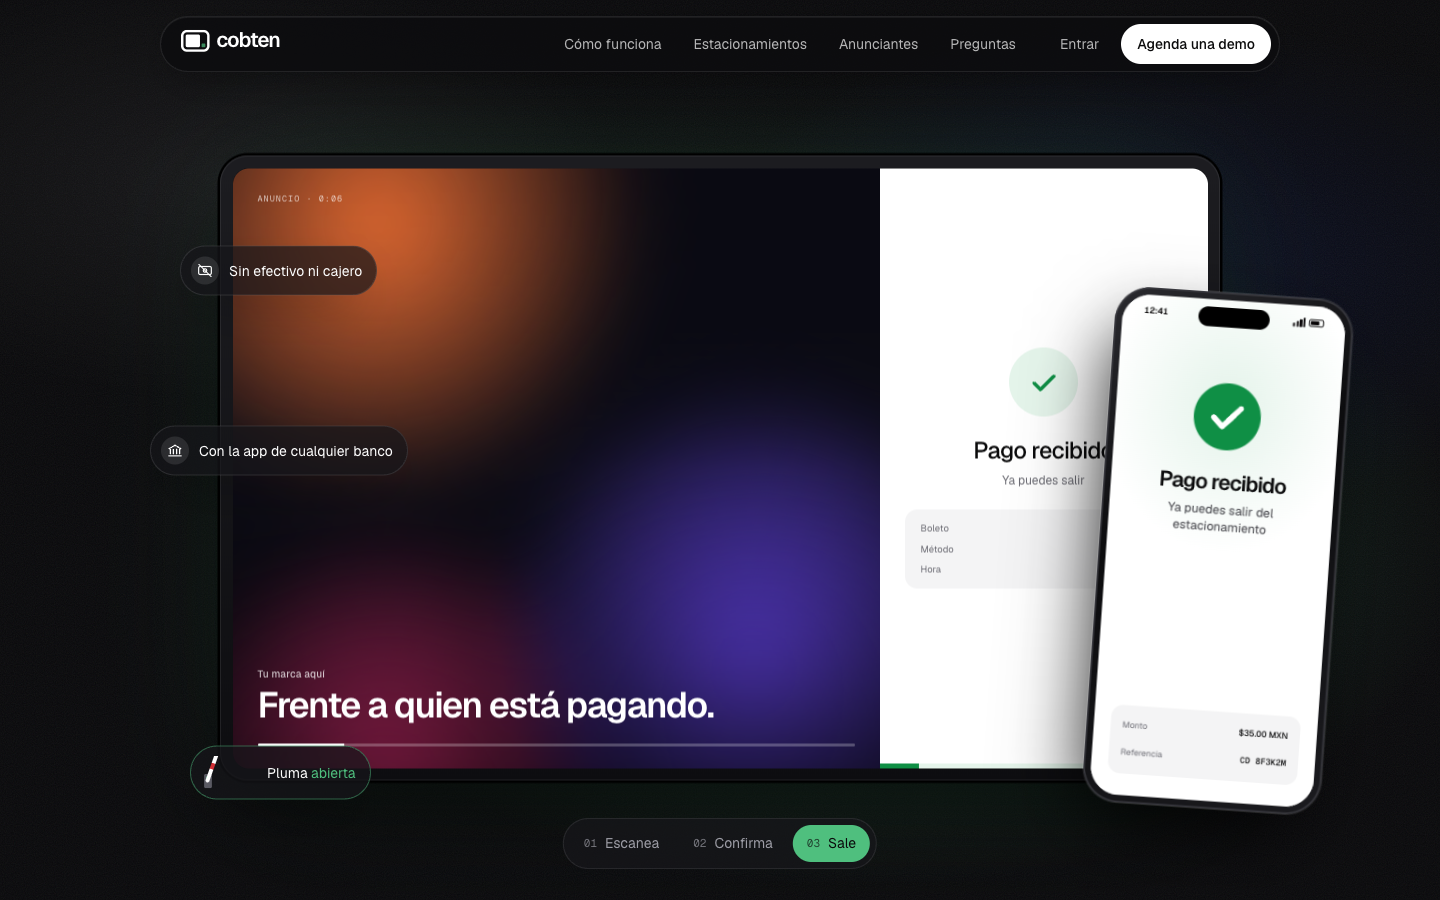 cobten
Cómo funciona
Estacionamientos
Anunciantes
Preguntas
Entrar
Agenda una demo
ANUNCIO · 0:06
Sin efectivo ni cajero
Con la app de cualquier banco
Tu marca aquí
Frente a quien está pagando.
Pluma abierta
Pago recibido
Ya puedes salir
Boleto
Método
Hora
12:41
Pago recibido
Ya puedes salir del
estacionamiento
Monto $35.00 MXN
Referencia CD 8F3K2M
01 Escanea
02 Confirma
03 Sale